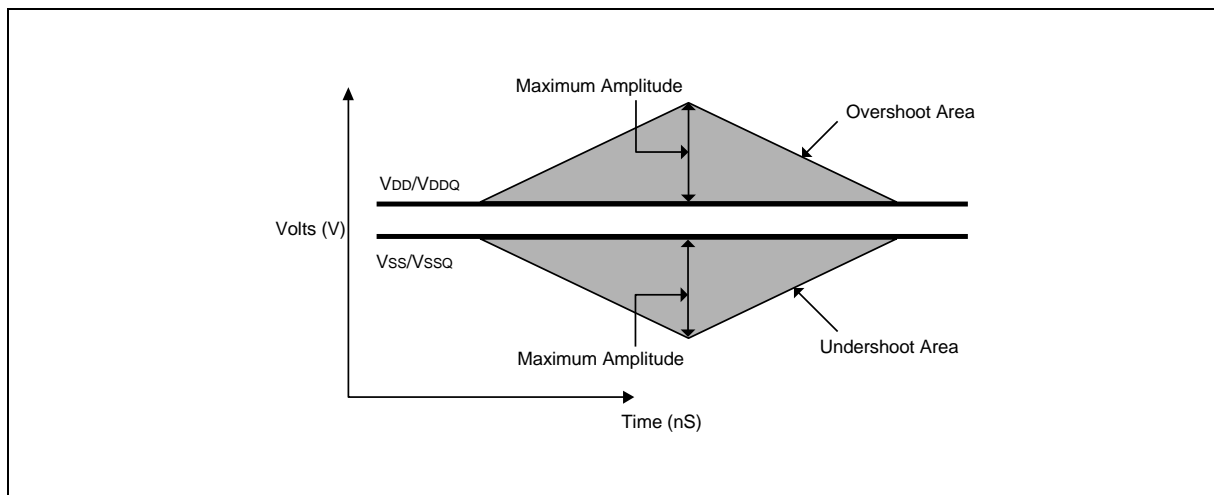 Maximum Amplitude
Overshoot Area
VDD/VDDQ
Volts (V)
VSS/VSSQ
Maximum Amplitude
Undershoot Area
Time (nS)